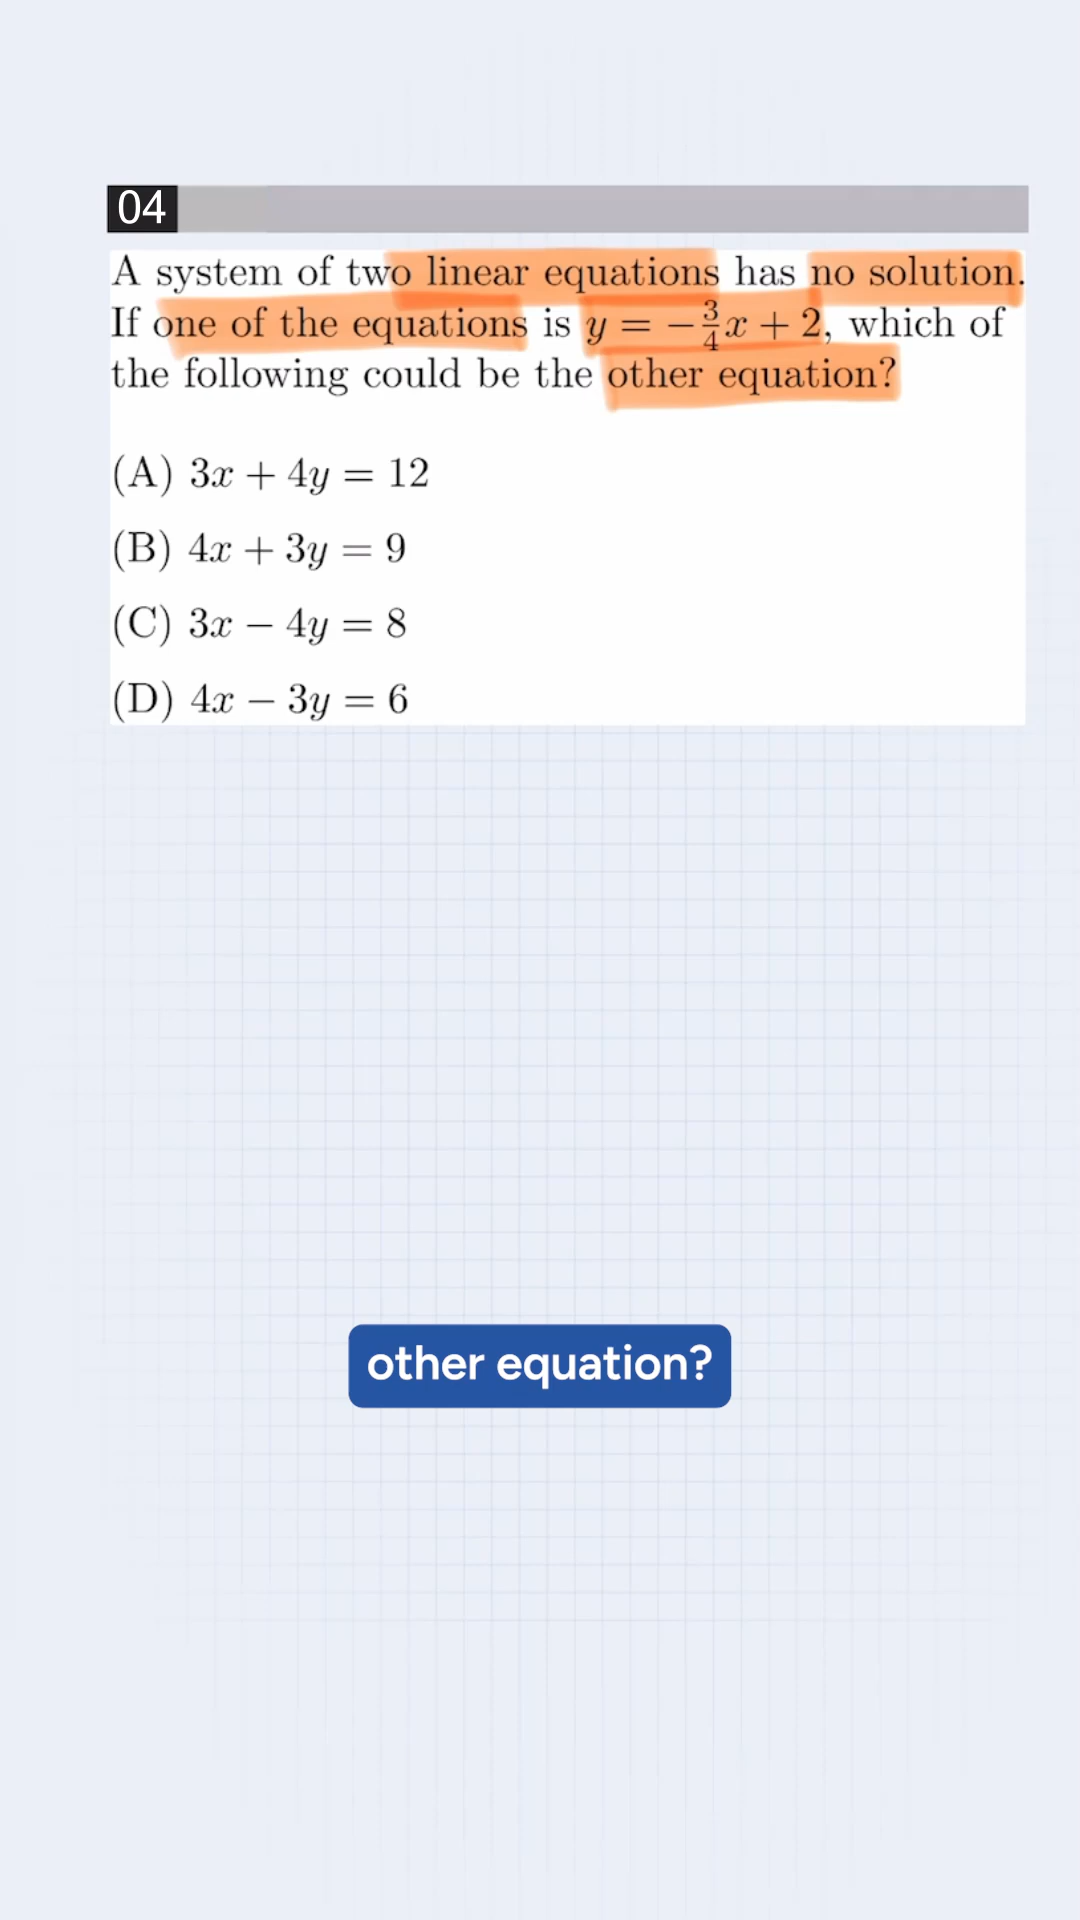 04
A system of two linear equations has no solution.
If one of the equations is y = −3/4x + 2, which of
the following could be the other equation?
(A) 3x + 4y = 12
(B) 4x + 3y = 9
(C) 3x − 4y = 8
(D) 4x − 3y = 6
other equation?